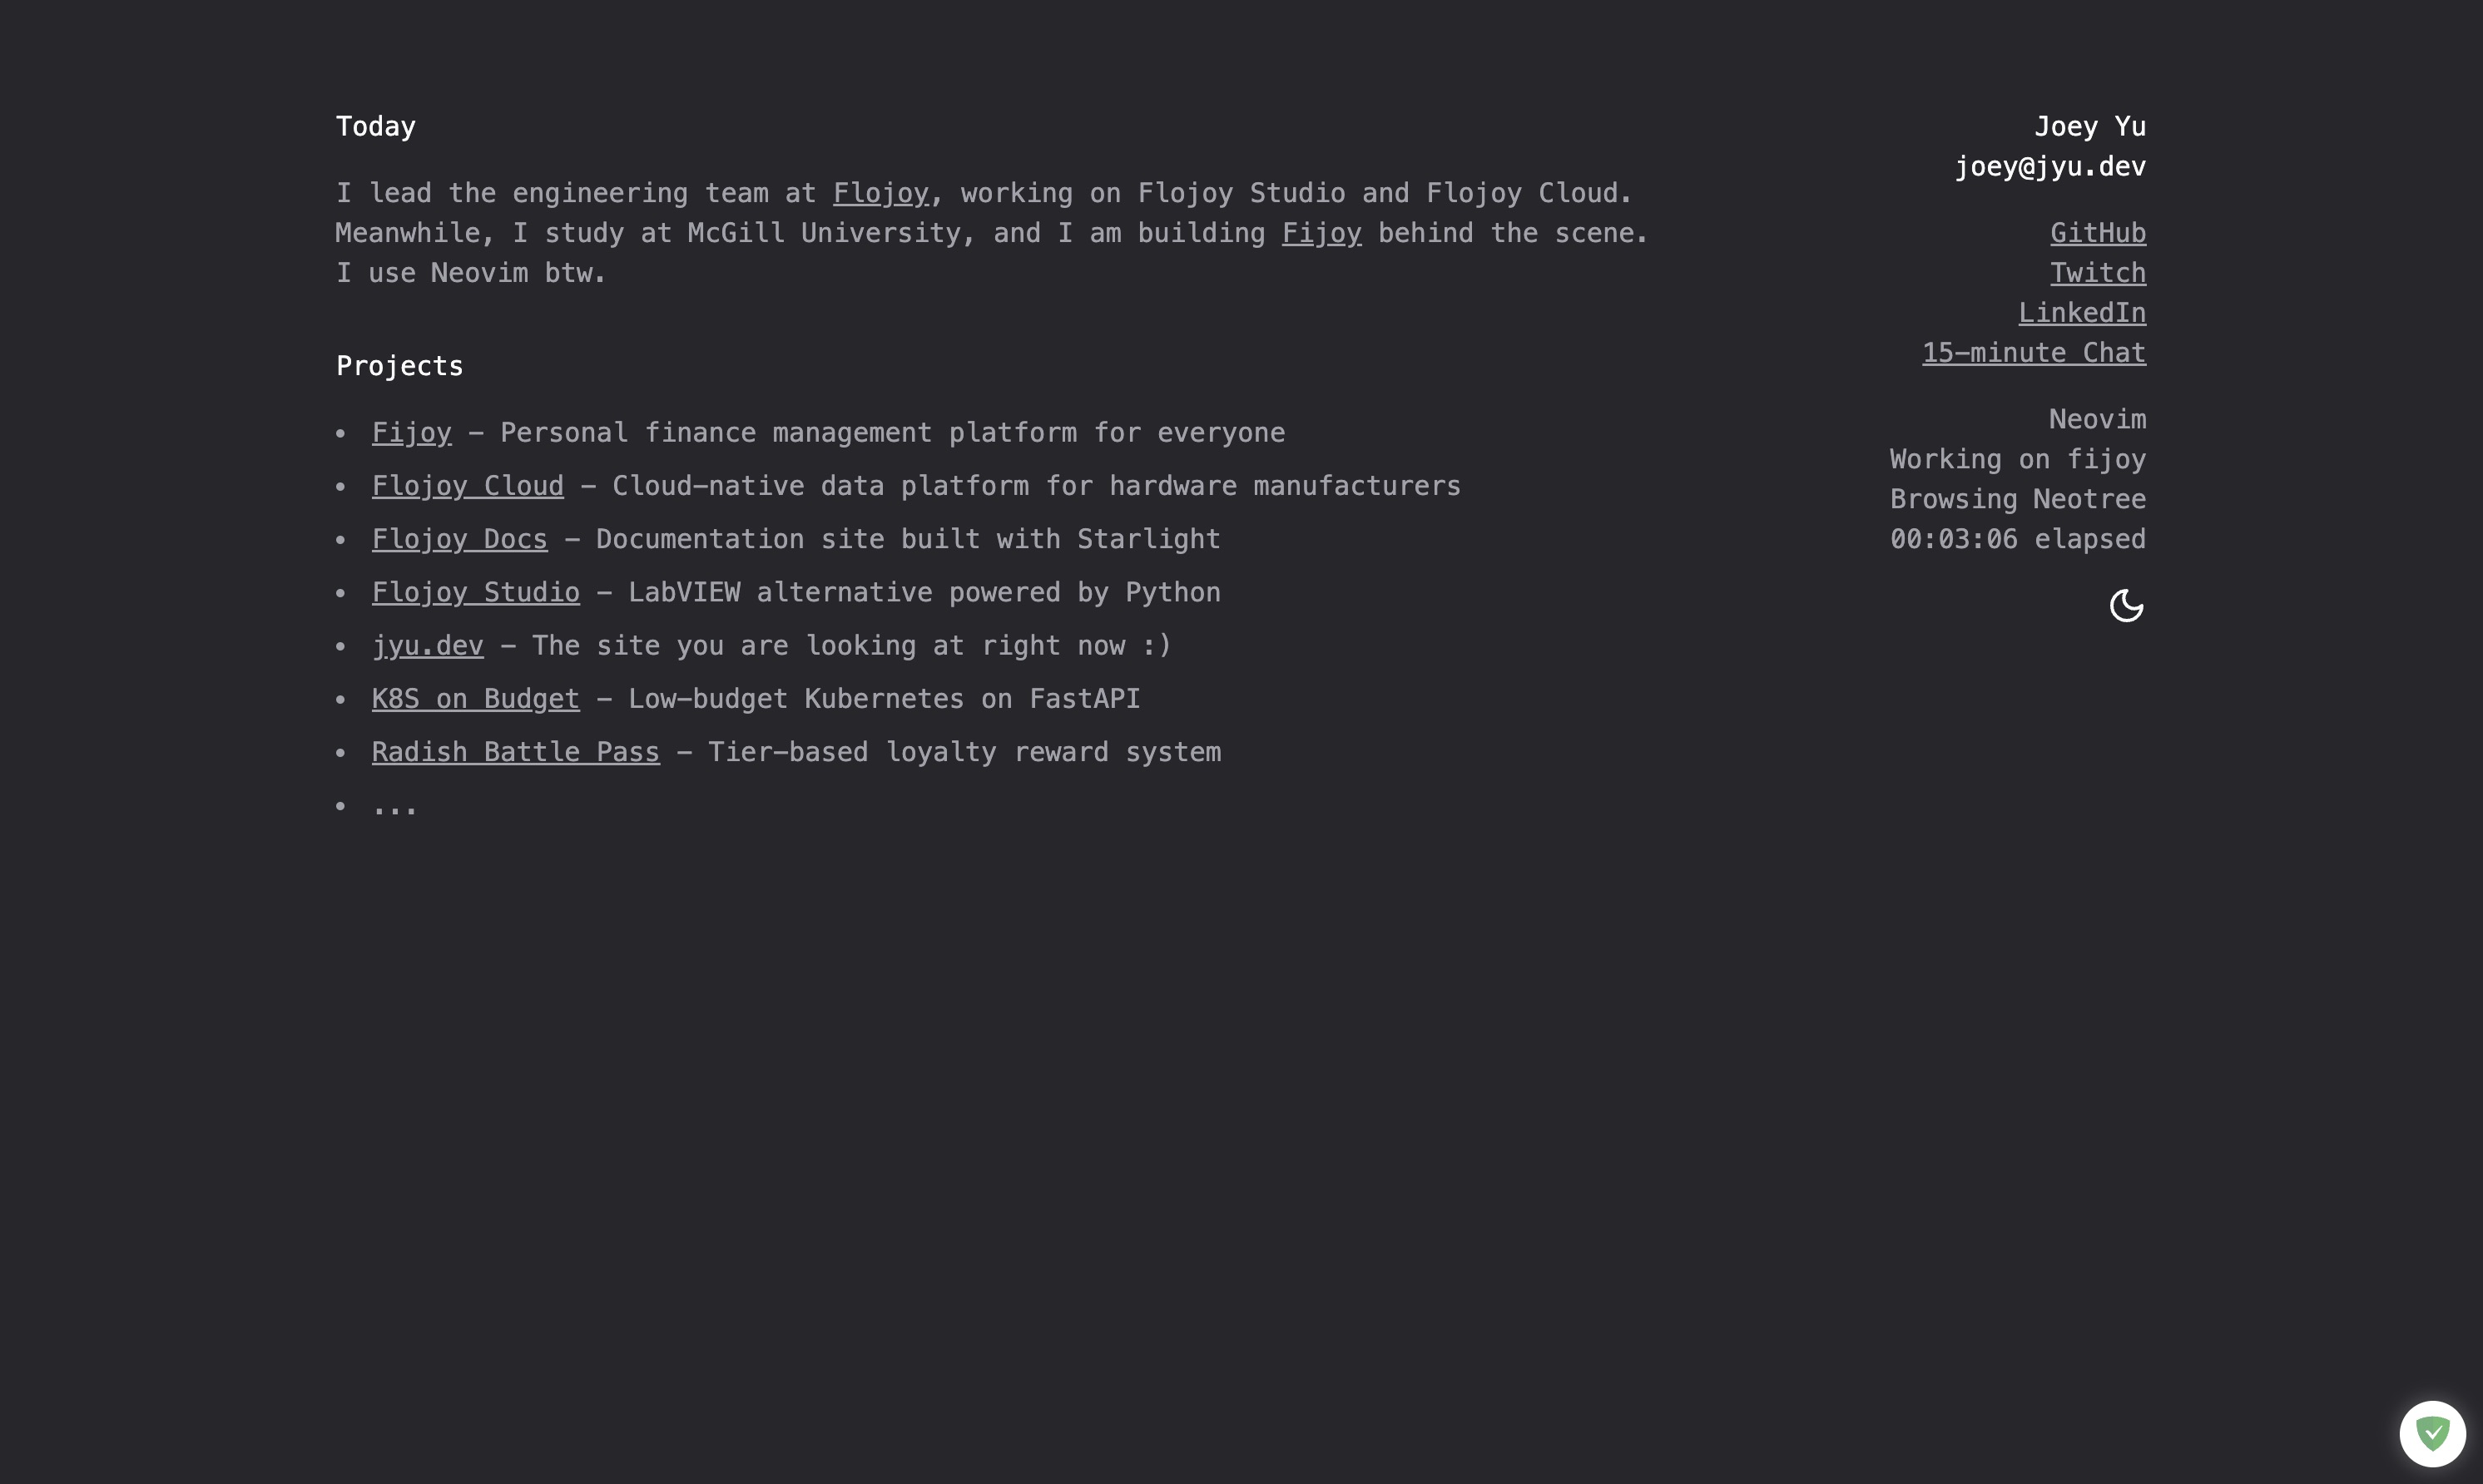 Today
I lead the engineering team at Flojoy, working on Flojoy Studio and Flojoy Cloud.
Meanwhile, I study at McGill University, and I am building Fijoy behind the scene.
I use Neovim btw.
Projects
• Fijoy – Personal finance management platform for everyone
• Flojoy Cloud – Cloud-native data platform for hardware manufacturers
• Flojoy Docs – Documentation site built with Starlight
• Flojoy Studio – LabVIEW alternative powered by Python
• jyu.dev – The site you are looking at right now :)
• K8S on Budget – Low-budget Kubernetes on FastAPI
• Radish Battle Pass – Tier-based loyalty reward system
• ...
Joey Yu
joey@jyu.dev
GitHub
Twitch
LinkedIn
15-minute Chat
Neovim
Working on fijoy
Browsing Neotree
00:03:06 elapsed